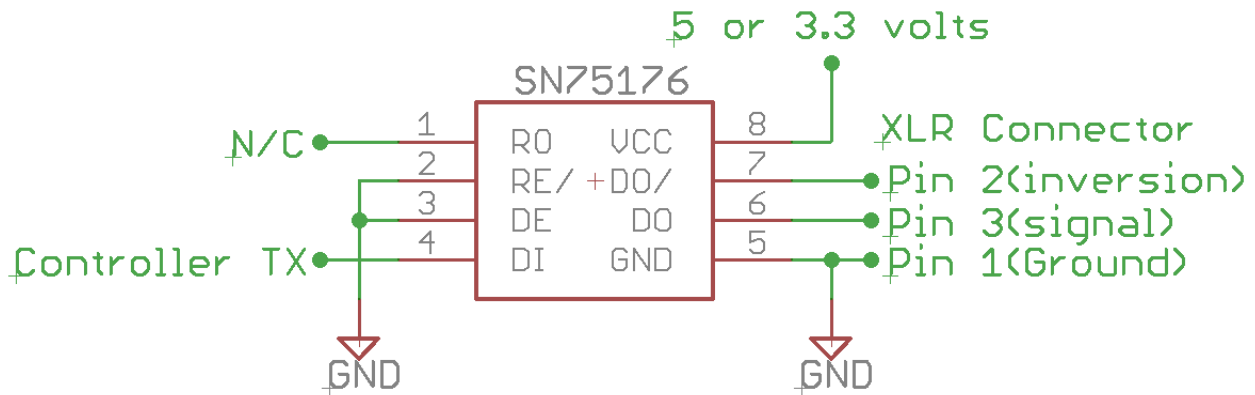 5 or 3.3 volts
SN75176
N/C
1
RO
VCC
8
XLR Connector
2
RE/
DO/
7
Pin 2(inversion)
3
DE
DO
6
Pin 3(signal)
Controller TX
4
DI
GND
5
Pin 1(Ground)
GND
GND